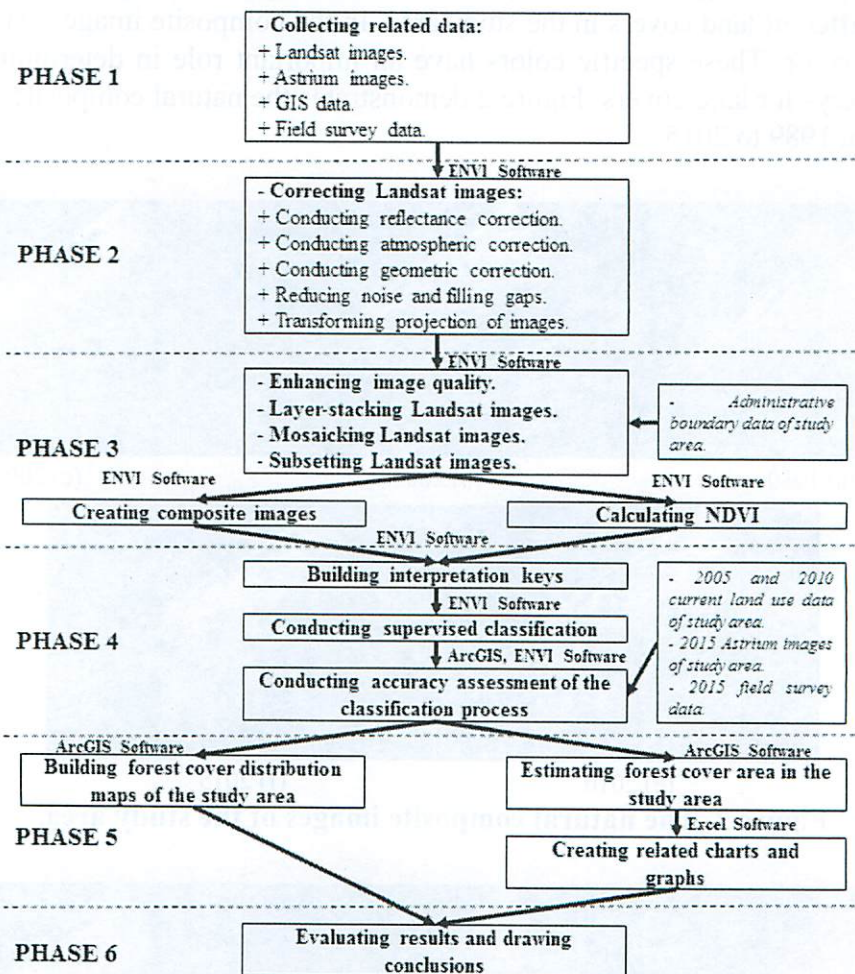 - Collecting related data:
+ Landsat images.
+ Astrium images.
+ GIS data.
+ Field survey data.
PHASE 1
ENVI Software
- Correcting Landsat images:
+ Conducting reflectance correction.
+ Conducting atmospheric correction.
+ Conducting geometric correction.
+ Reducing noise and filling gaps.
+ Transforming projection of images.
PHASE 2
ENVI Software
- Enhancing image quality.
- Layer-stacking Landsat images.
- Mosaicking Landsat images.
- Subsetting Landsat images.
- Administrative
boundary data of study
area.
PHASE 3
ENVI Software
ENVI Software
Creating composite images
Calculating NDVI
ENVI Software
Building interpretation keys
ENVI Software
Conducting supervised classification
ArcGIS, ENVI Software
Conducting accuracy assessment of the
classification process
- 2005 and 2010
current land use data
of study area.
- 2015 Astrium images
of study area.
- 2015 field survey
data.
PHASE 4
ArcGIS Software
ArcGIS Software
Building forest cover distribution
maps of the study area
Estimating forest cover area in the
study area
Excel Software
Creating related charts and
graphs
PHASE 5
Evaluating results and drawing
conclusions
PHASE 6